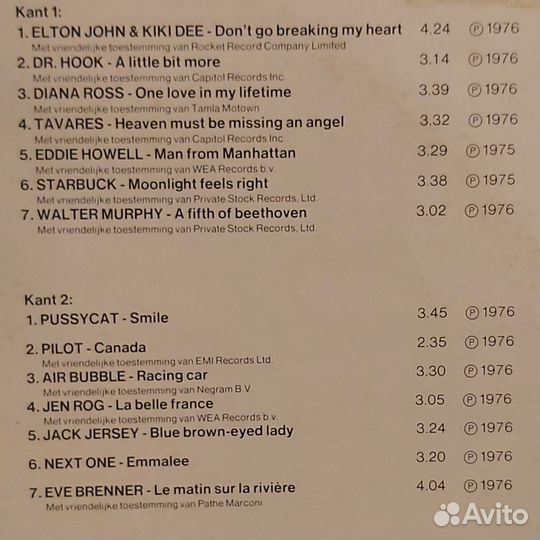 Kant 1:
1. ELTON JOHN & KIKI DEE - Don't go breaking my heart 4.24 Ⓟ 1976
Met vriendelijke toestemming van Rocket Record Company Limited
2. DR. HOOK - A little bit more 3.14 Ⓟ 1976
Met vriendelijke toestemming van Capitol Records Inc
3. DIANA ROSS - One love in my lifetime 3.39 Ⓟ 1976
Met vriendelijke toestemming van Tamla Motown
4. TAVARES - Heaven must be missing an angel 3.32 Ⓟ 1976
Met vriendelijke toestemming van Capitol Records Inc
5. EDDIE HOWELL - Man from Manhattan 3.29 Ⓟ 1975
Met vriendelijke toestemming van WEA Records b.v.
6. STARBUCK - Moonlight feels right 3 38 Ⓟ 1975
Met vriendelijke toestemming van Private Stock Records, Ltd.
7. WALTER MURPHY - A fifth of beethoven 3.02 Ⓟ 1976
Met vriendelijke toestemming van Private Stock Records, Ltd.
Kant 2:
1. PUSSYCAT - Smile 3.45 Ⓟ 1976
2. PILOT - Canada 2.35 Ⓟ 1976
Met vriendelijke toestemming van EMI Records Ltd.
3. AIR BUBBLE - Racing car 3.30 Ⓟ 1976
Met vriendelijke toestemming van Negram B.V.
4. JEN ROG - La belle france 3.05 Ⓟ 1976
Met vriendelijke toestemming van WEA Records b.v.
5. JACK JERSEY - Blue brown-eyed lady 3.24 Ⓟ 1976
6. NEXT ONE - Emmalee 3.20 Ⓟ 1976
7. EVE BRENNER - Le matin sur la rivière 4.04 Ⓟ 1976
Met vriendelijke toestemming van Pathe Marconi
Avito